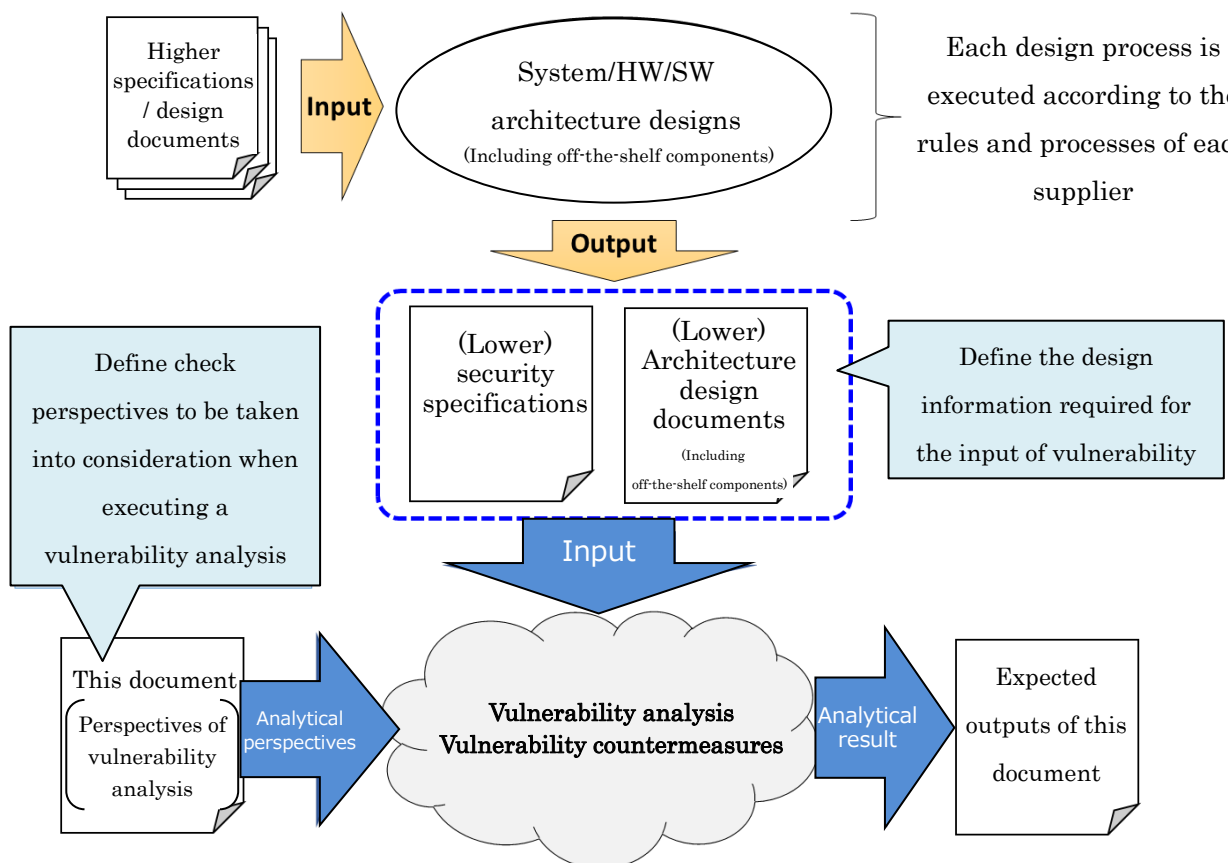 Higher
specifications
/ design
documents
Input
System/HW/SW
architecture designs
(Including off-the-shelf components)
Each design process is
executed according to the
rules and processes of eac
supplier
Output
(Lower)
security
specifications
(Lower)
Architecture
design
documents
(Including
off-the-shelf components)
Define check
perspectives to be taken
into consideration when
executing a
vulnerability analysis
Define the design
information required for
the input of vulnerability
Input
This document
Perspectives of
vulnerability
analysis
Analytical
perspectives
Vulnerability analysis
Vulnerability countermeasures
Analytical
result
Expected
outputs of this
document